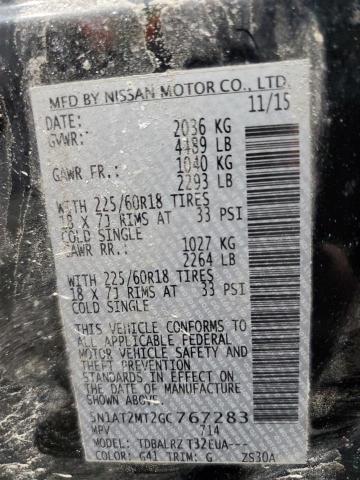 MFD BY NISSAN MOTOR CO., LTD.
DATE: 11/15
GVWR: 2036 KG
4489 LB
GAWR FR.: 1040 KG
2293 LB
WITH 225/60R18 TIRES
18 X 7J RIMS AT 33 PSI
COLD SINGLE
GAWR RR.: 1027 KG
2264 LB
WITH 225/60R18 TIRES
18 X 7J RIMS AT 33 PSI
COLD SINGLE
THIS VEHICLE CONFORMS TO
ALL APPLICABLE FEDERAL
MOTOR VEHICLE SAFETY
AND THEFT PREVENTION
STANDARDS IN EFFECT ON
THE DATE OF MANUFACTURE
SHOWN ABOVE.
5N1AT2MT2GC767283
MPV 714
MODEL: TDBALRZ T32EUA---
COLOR: G41 TRIM: G ZS30A